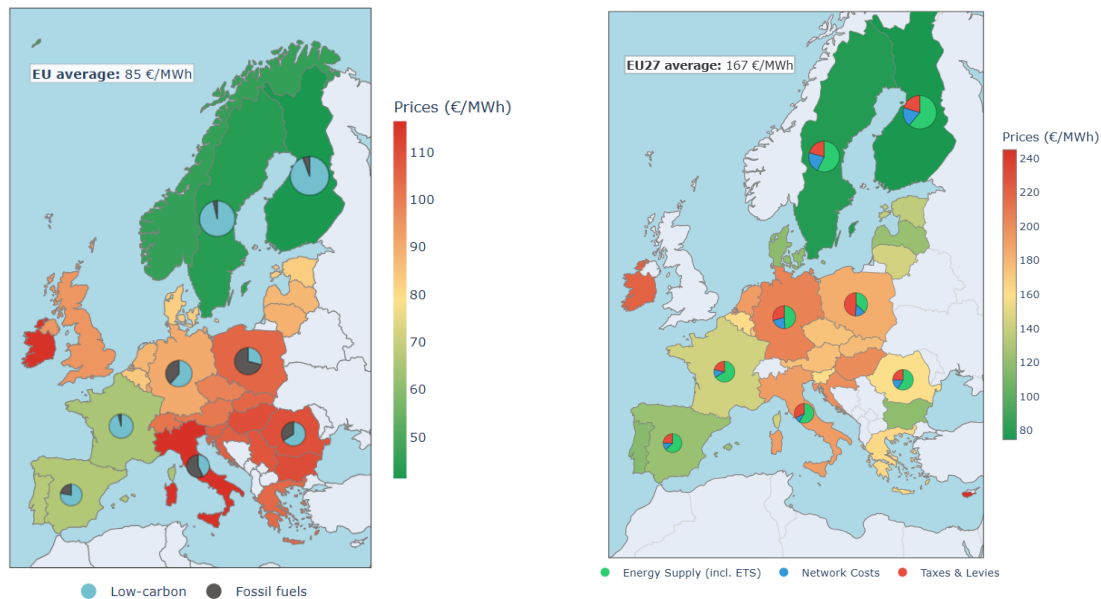 EU average: 85 €/MWh
Prices (€/MWh)
110
100
90
80
70
60
50
Low-carbon
Fossil fuels
EU27 average: 167 €/MWh
Prices (€/MWh)
240
220
200
180
160
140
120
100
80
Energy Supply (incl. ETS)
Network Costs
Taxes & Levies